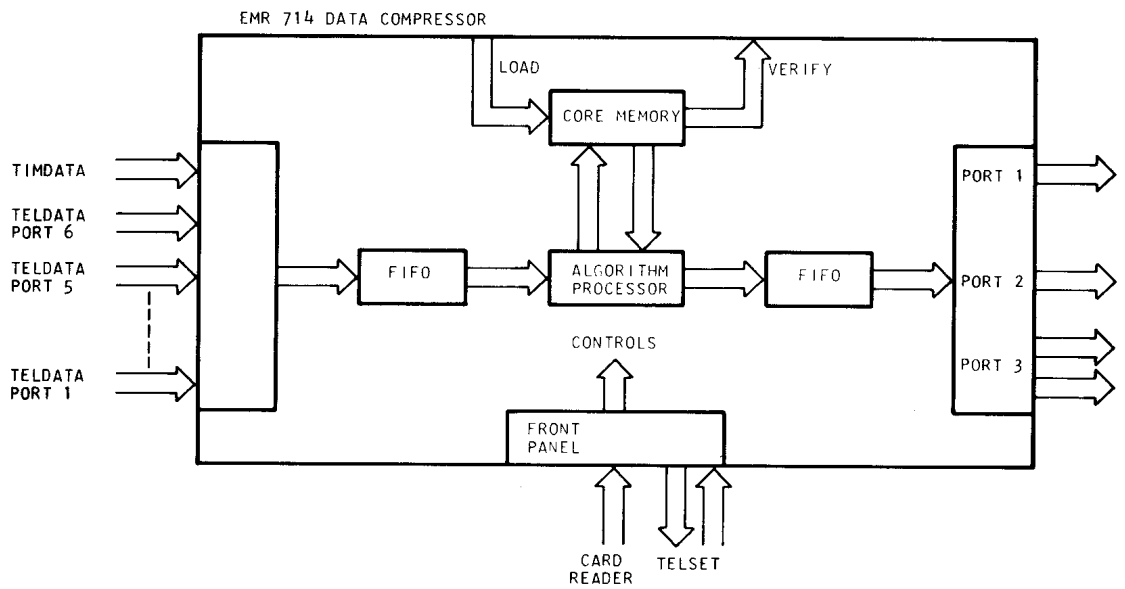 EMR 714 DATA COMPRESSOR
LOAD
VERIFY
CORE MEMORY
TIMDATA
TELDATA
PORT 6
TELDATA
PORT 5
TELDATA
PORT 1
FIFO
ALGORITHM
PROCESSOR
FIFO
PORT 1
PORT 2
PORT 3
CONTROLS
FRONT
PANEL
CARD
READER
TELSET